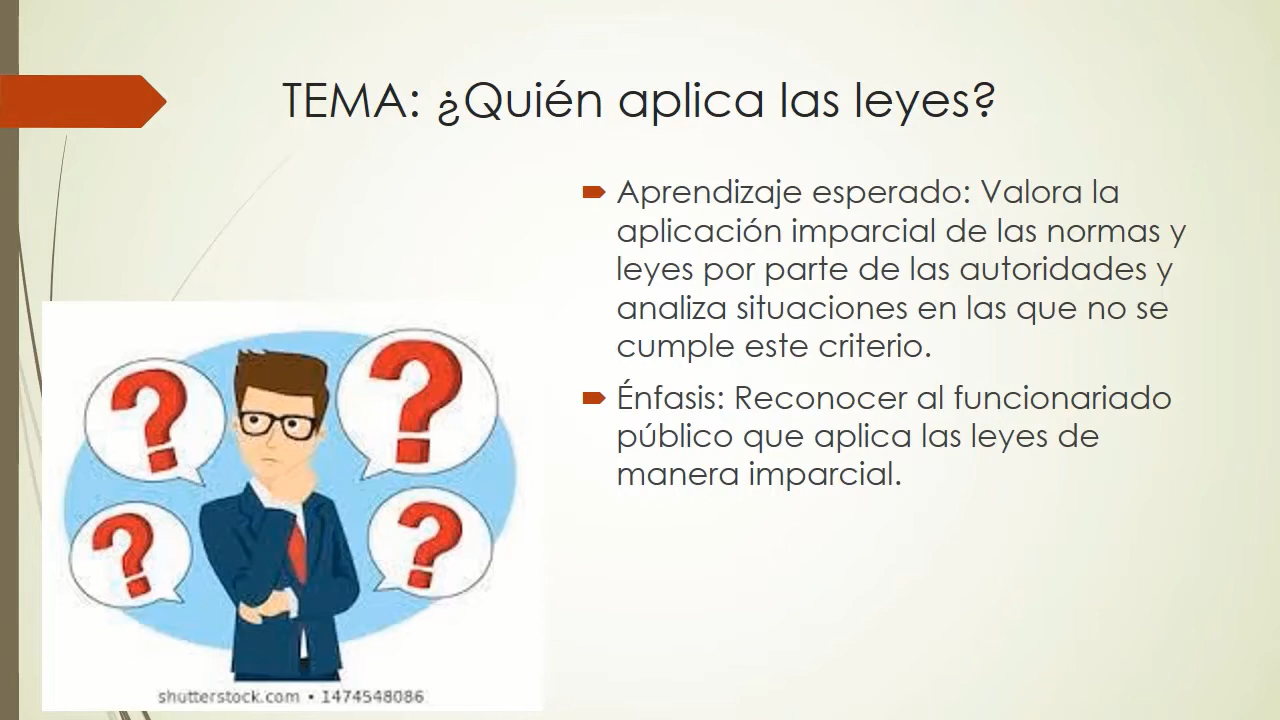 TEMA: ¿Quién aplica las leyes?
Aprendizaje esperado: Valora la
aplicación imparcial de las normas y
leyes por parte de las autoridades y
analiza situaciones en las que no se
cumple este criterio.
Énfasis: Reconocer al funcionariado
público que aplica las leyes de
manera imparcial.
? ? ? ?
shutterstock.com • 1474548086